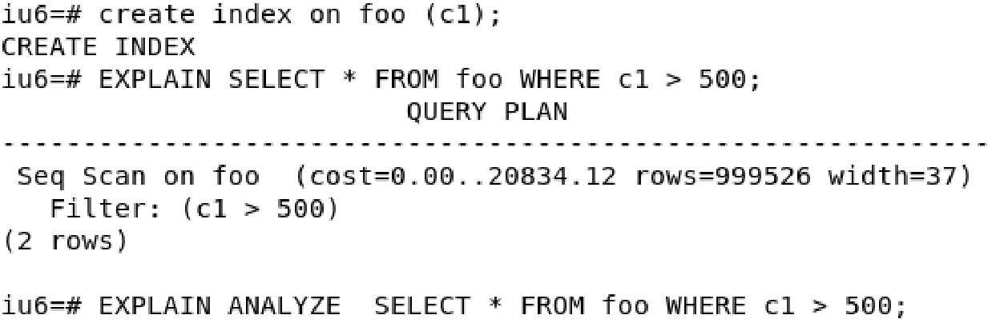 iu6=# create index on foo (c1);
CREATE INDEX
iu6=# EXPLAIN SELECT * FROM foo WHERE c1 > 500;
QUERY PLAN
-------------------------------------------------------------
Seq Scan on foo  (cost=0.00..20834.12 rows=999526 width=37)
Filter: (c1 > 500)
(2 rows)
iu6=# EXPLAIN ANALYZE  SELECT * FROM foo WHERE c1 > 500;